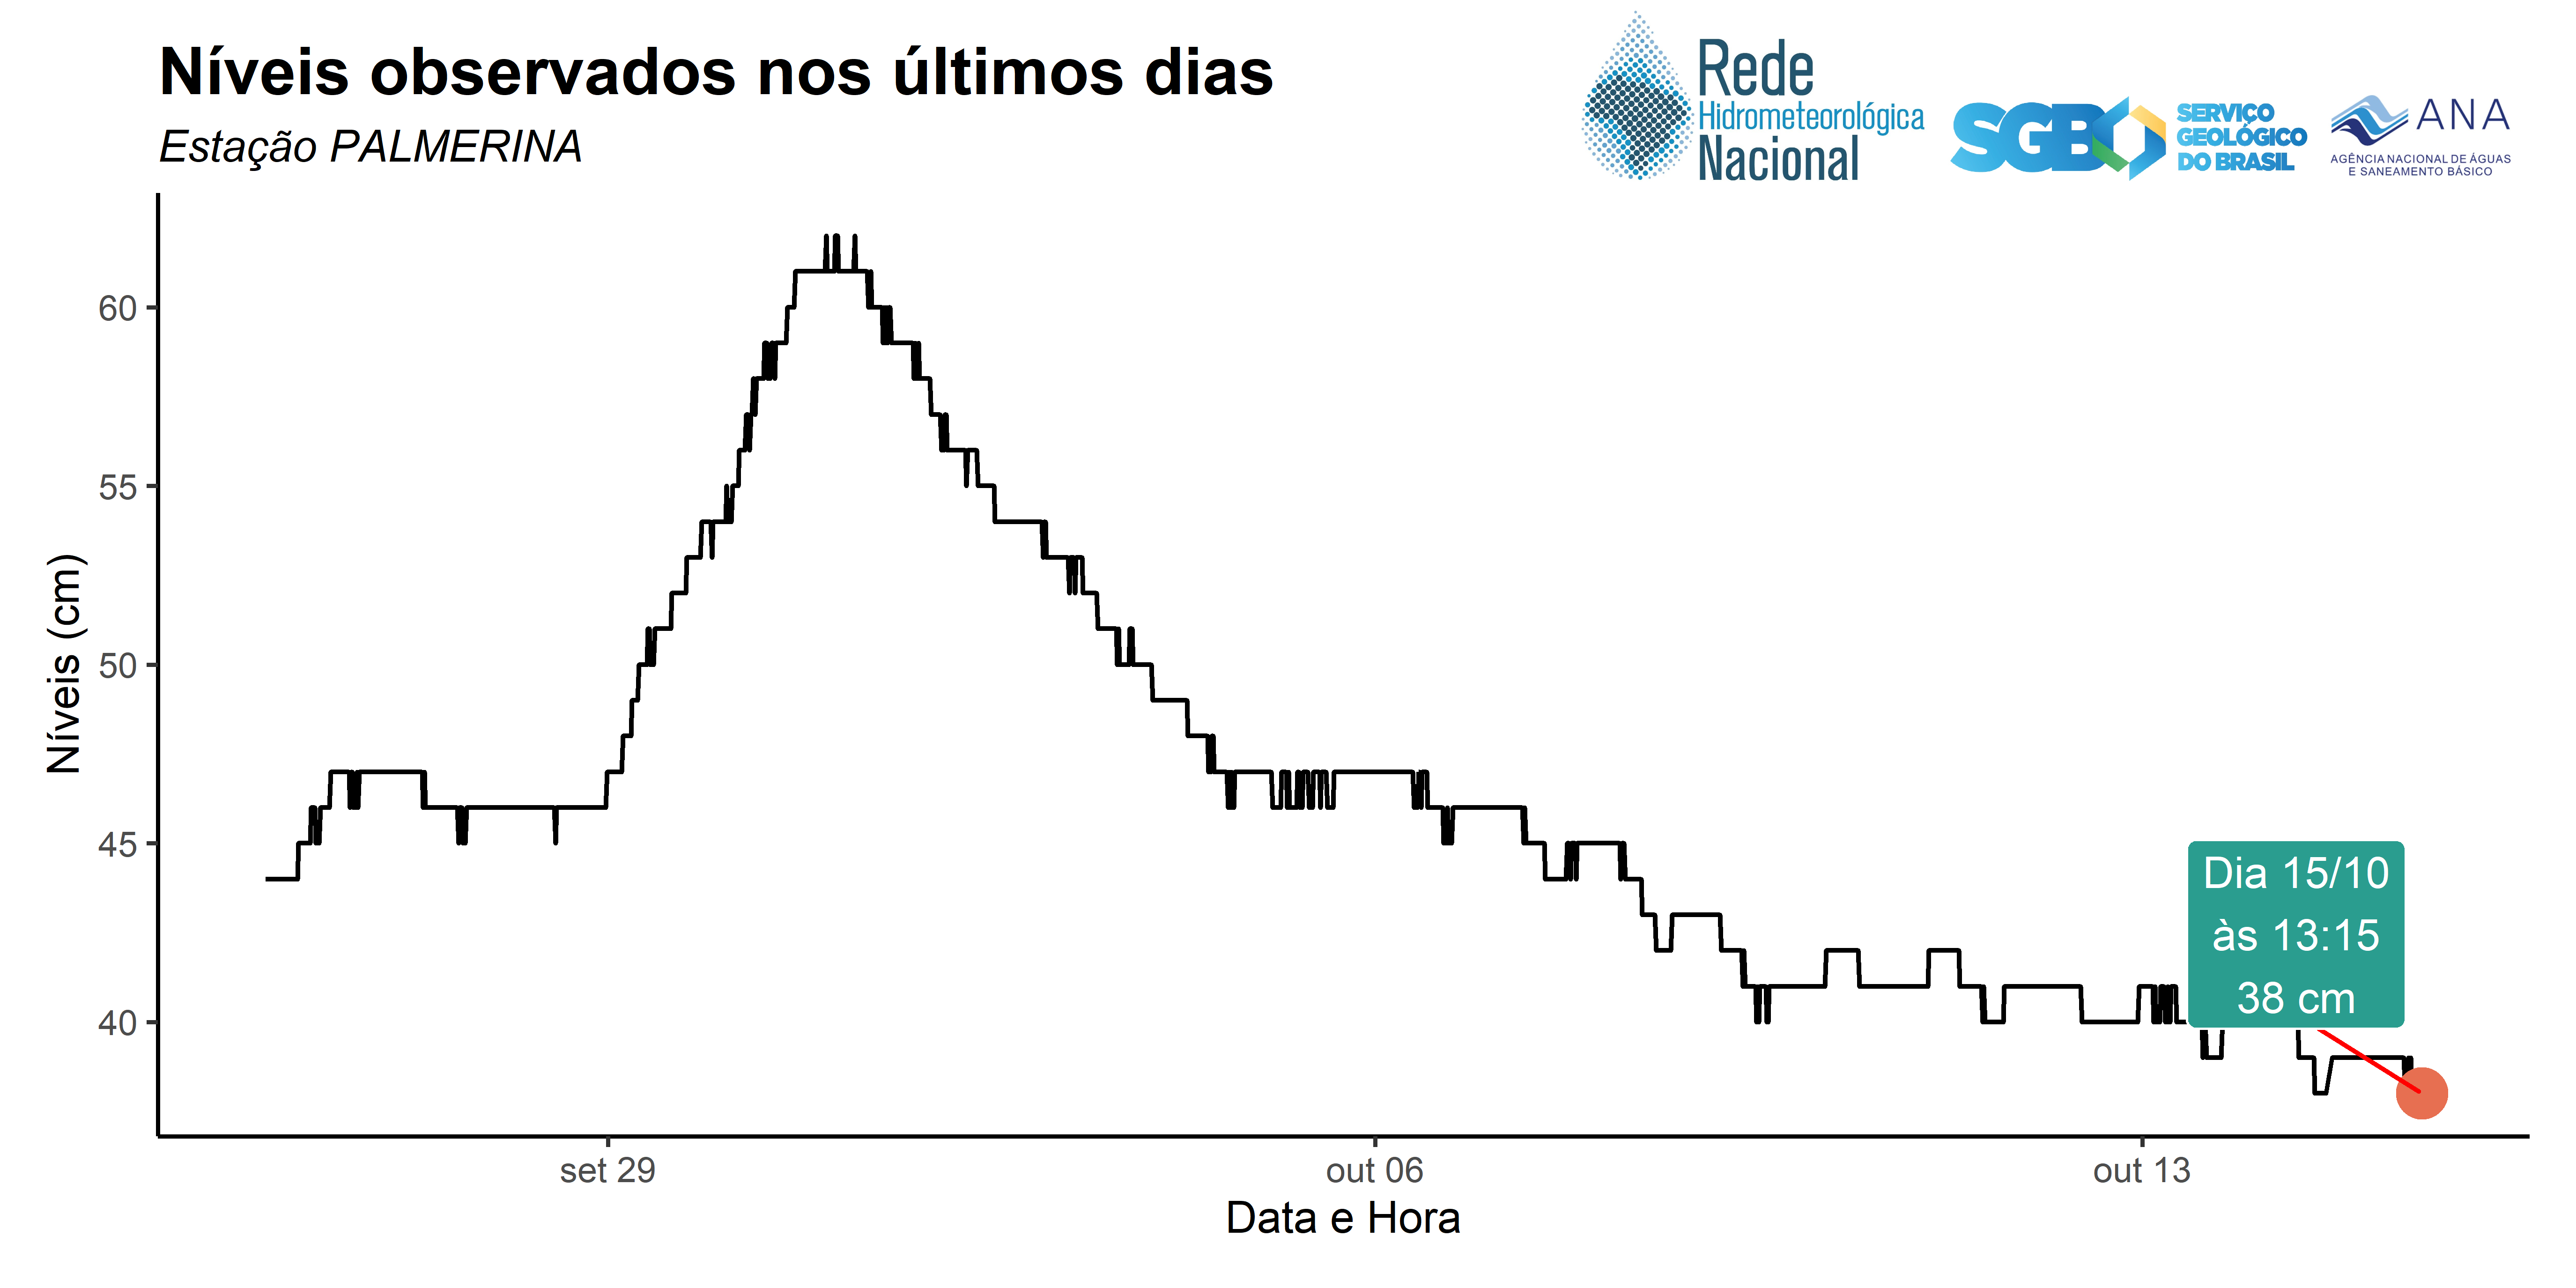 Níveis observados nos últimos dias
Estação PALMERINA
Rede
Hidrometeorológica
Nacional
SGB
SERVIÇO
GEOLÓGICO
DO BRASIL
ANA
AGÊNCIA NACIONAL DE ÁGUAS
E SANEAMENTO BÁSICO
Níveis (cm)
60
55
50
45
40
Dia 15/10
às 13:15
38 cm
set 29
out 06
out 13
Data e Hora